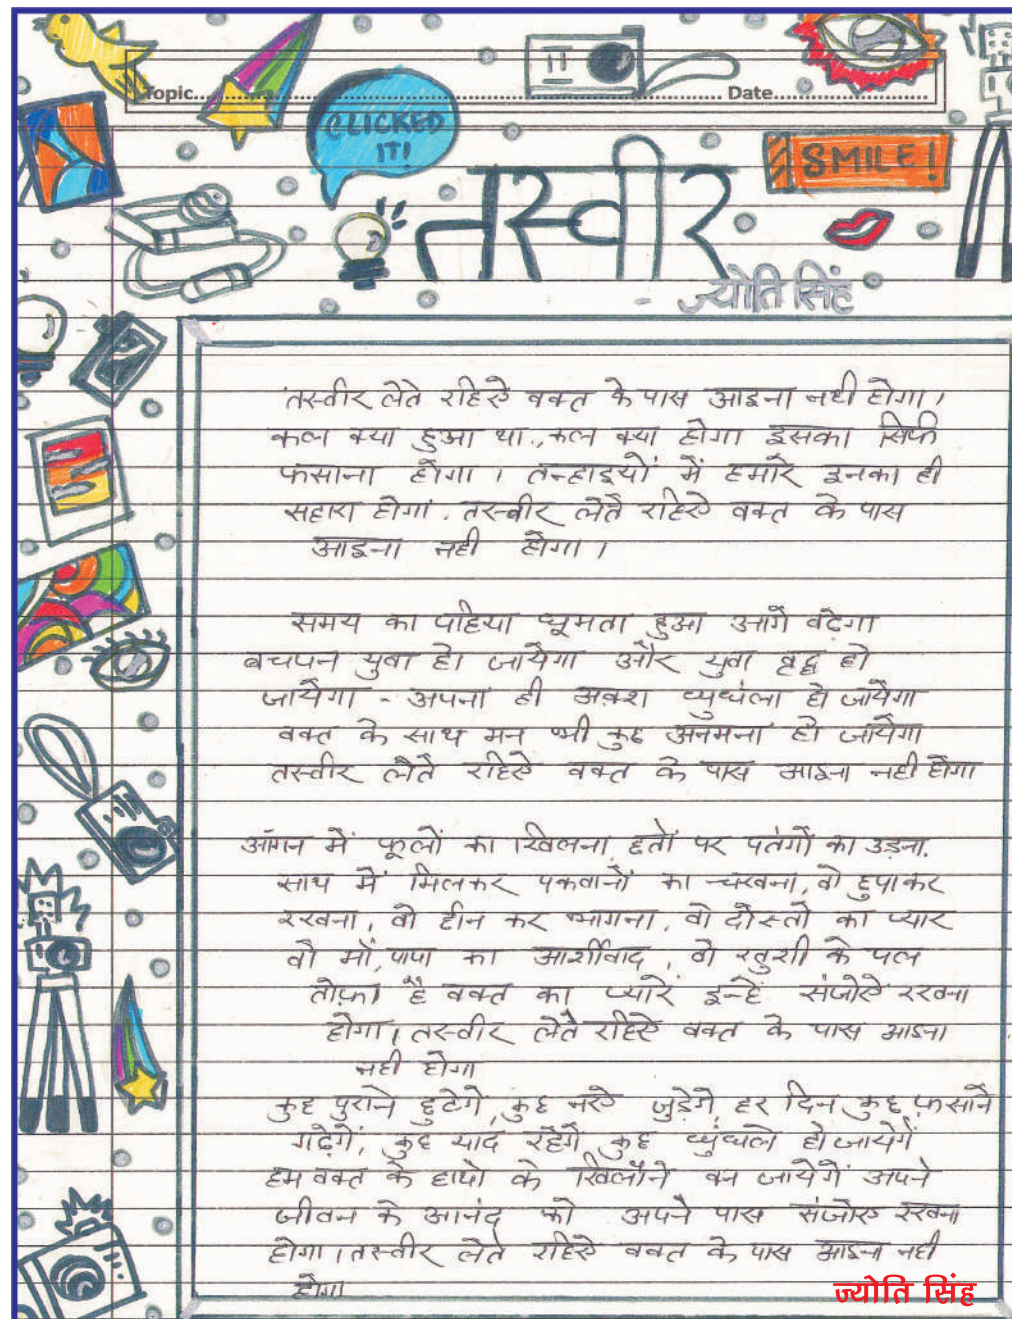 Topic.......... Date..........
CLICKED
IT!
SMILE!
तस्वीर
- ज्योति सिंह
तस्वीर लेते रहिऐ वक्त के पास आइना नही होगा,
कल क्या हुआ था, कल क्या होगा इसका सिर्फ
फसाना होगा । तन्हाइयों में हमारे इनका ही
सहारा होगा. तस्वीर लेते रहिऐ वक्त के पास
आइना नही होगा ।
समय का पहिया घूमता हुआ आगे बढेगा
बचपन युवा हो जायेगा और युवा वृद्ध हो
जायेगा - अपना ही अक़्श धुधंला हो जायेगा
वक्त के साथ मन भी कुछ अनमना हो जायेगा
तस्वीर लेते रहिऐ वक्त के पास आइना नही होगा
आंगन में फूलों का खिलना, छतों पर पतंगों का उड़ना,
साथ में मिलकर पकवानों का चखना, वो छुपाकर
रखना, वो छीन कर भागना, वो दोस्तो का प्यार
वो माँ, पापा का आर्शीवाद, वो खुशी के पल
तोफ़ा है वक्त का प्यारें इन्हें संजोऐ रखना
होगा, तस्वीर लेते रहिऐ वक्त के पास आइना
नही होगा
कुछ पुराने छुटेगें, कुछ नऐ जुड़ेगें, हर दिन कुछ फ़साने
गढ़ेगें, कुछ याद रहेगें कुछ धुंधले हो जायेगें
हम वक्त के हाथो के खिलौने बन जायेगें अपने
जीवन के आनंद को अपने पास संजोए रखना
होगा। तस्वीर लेते रहिऐ वक्त के पास आइना नही
होगा
ज्योति सिंह